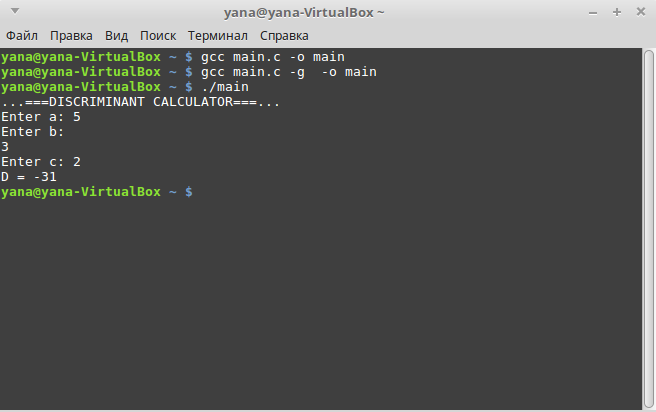 yana@yana-VirtualBox ~
Файл Правка Вид Поиск Терминал Справка
yana@yana-VirtualBox ~ $ gcc main.c -o main
yana@yana-VirtualBox ~ $ gcc main.c -g  -o main
yana@yana-VirtualBox ~ $ ./main
...===DISCRIMINANT CALCULATOR===...
Enter a: 5
Enter b:
3
Enter c: 2
D = -31
yana@yana-VirtualBox ~ $